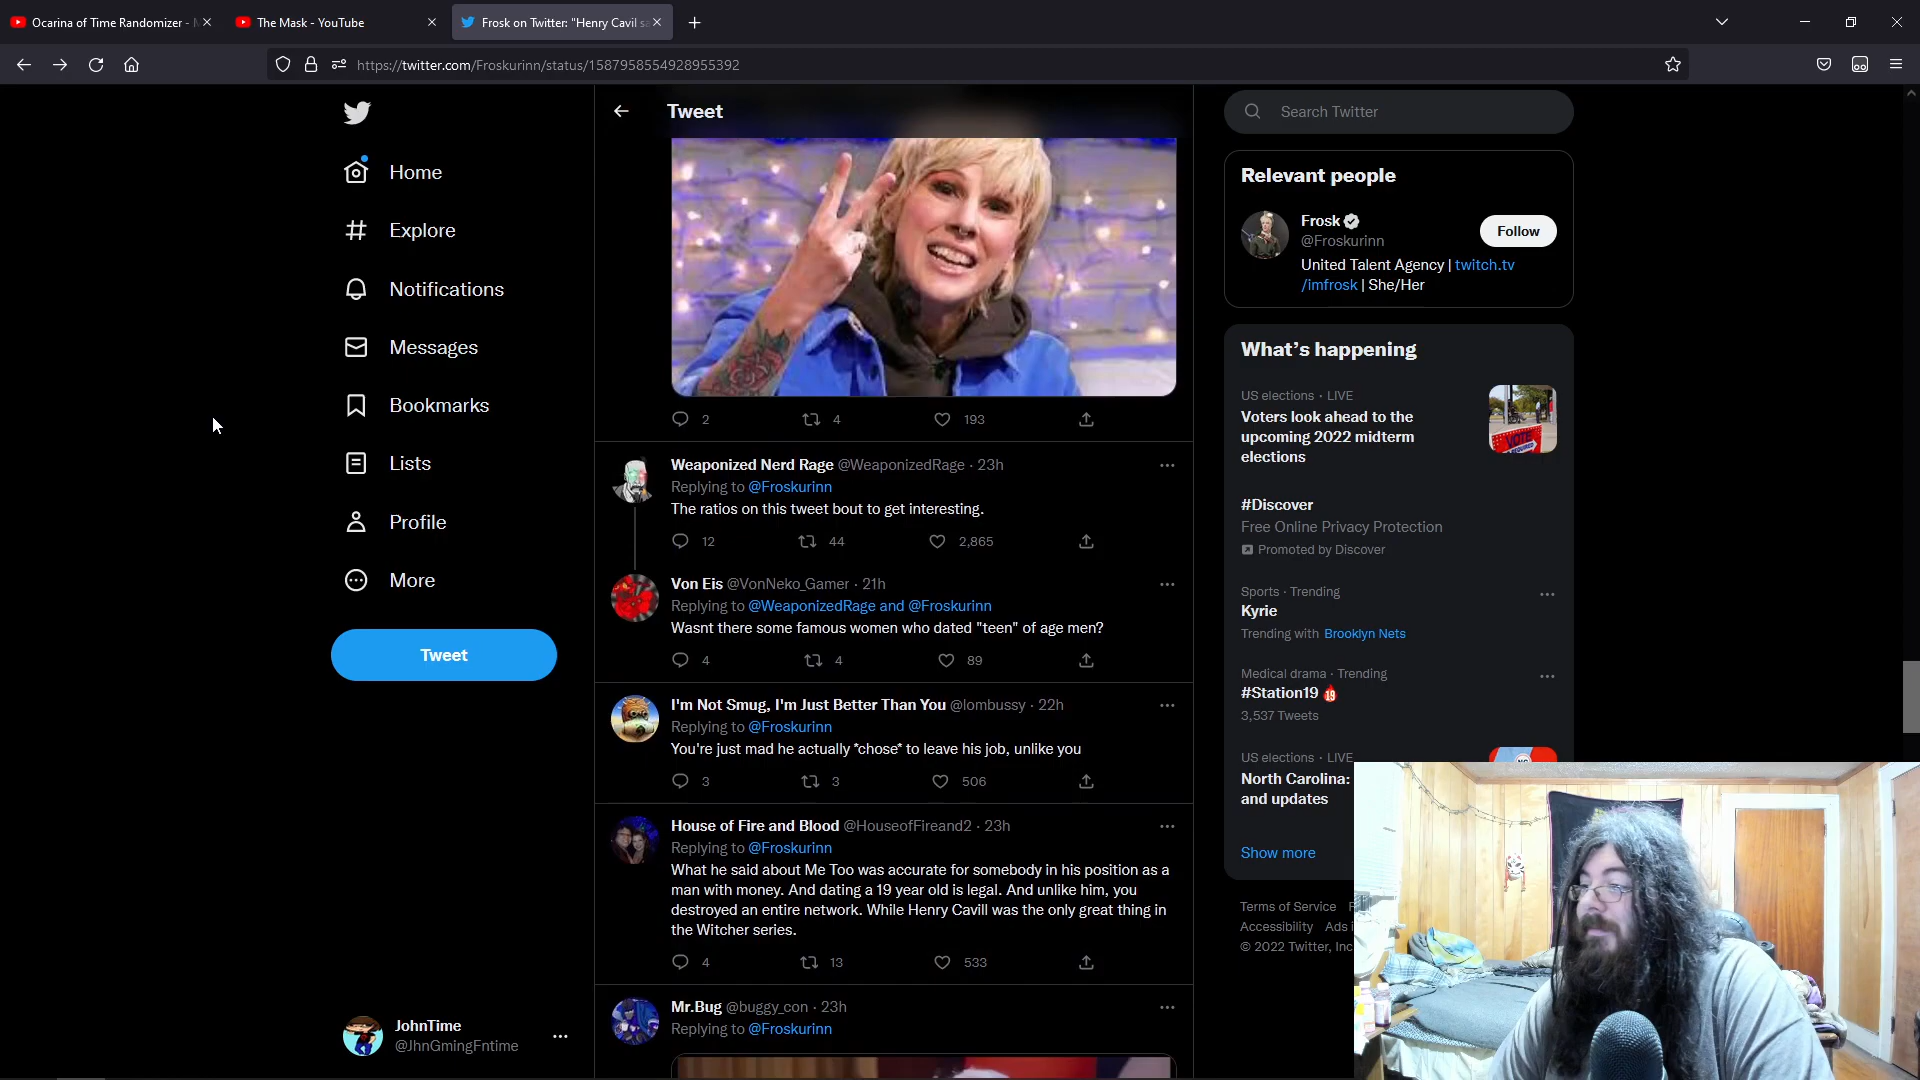 Ocarina of Time Randomizer -
The Mask - YouTube
Frosk on Twitter: "Henry Cavil sa
https://twitter.com/Froskurinn/status/1587958554928955392
Home
Explore
Notifications
Messages
Bookmarks
Lists
Profile
More
Tweet
JohnTime
@JhnGmingFntime
Tweet
2 4 193
Weaponized Nerd Rage @WeaponizedRage · 23h
Replying to @Froskurinn
The ratios on this tweet bout to get interesting.
12 44 2,865
Von Eis @VonNeko_Gamer · 21h
Replying to @WeaponizedRage and @Froskurinn
Wasnt there some famous women who dated "teen" of age men?
4 4 89
I'm Not Smug, I'm Just Better Than You @lombussy · 22h
Replying to @Froskurinn
You're just mad he actually *chose* to leave his job, unlike you
3 3 506
House of Fire and Blood @HouseofFireand2 · 23h
Replying to @Froskurinn
What he said about Me Too was accurate for somebody in his position as a
man with money. And dating a 19 year old is legal. And unlike him, you
destroyed an entire network. While Henry Cavill was the only great thing in
the Witcher series.
4 13 533
Mr.Bug @buggy_con · 23h
Replying to @Froskurinn
Search Twitter
Relevant people
Frosk
@Froskurinn
Follow
United Talent Agency | twitch.tv
/imfrosk | She/Her
What's happening
US elections · LIVE
Voters look ahead to the
upcoming 2022 midterm
elections
VOTE
#Discover
Free Online Privacy Protection
Promoted by Discover
Sports · Trending
Kyrie
Trending with Brooklyn Nets
Medical drama · Trending
#Station19
3,537 Tweets
US elections · LIVE
North Carolina:
and updates
Show more
Terms of Service
Accessibility Ads
© 2022 Twitter, Inc